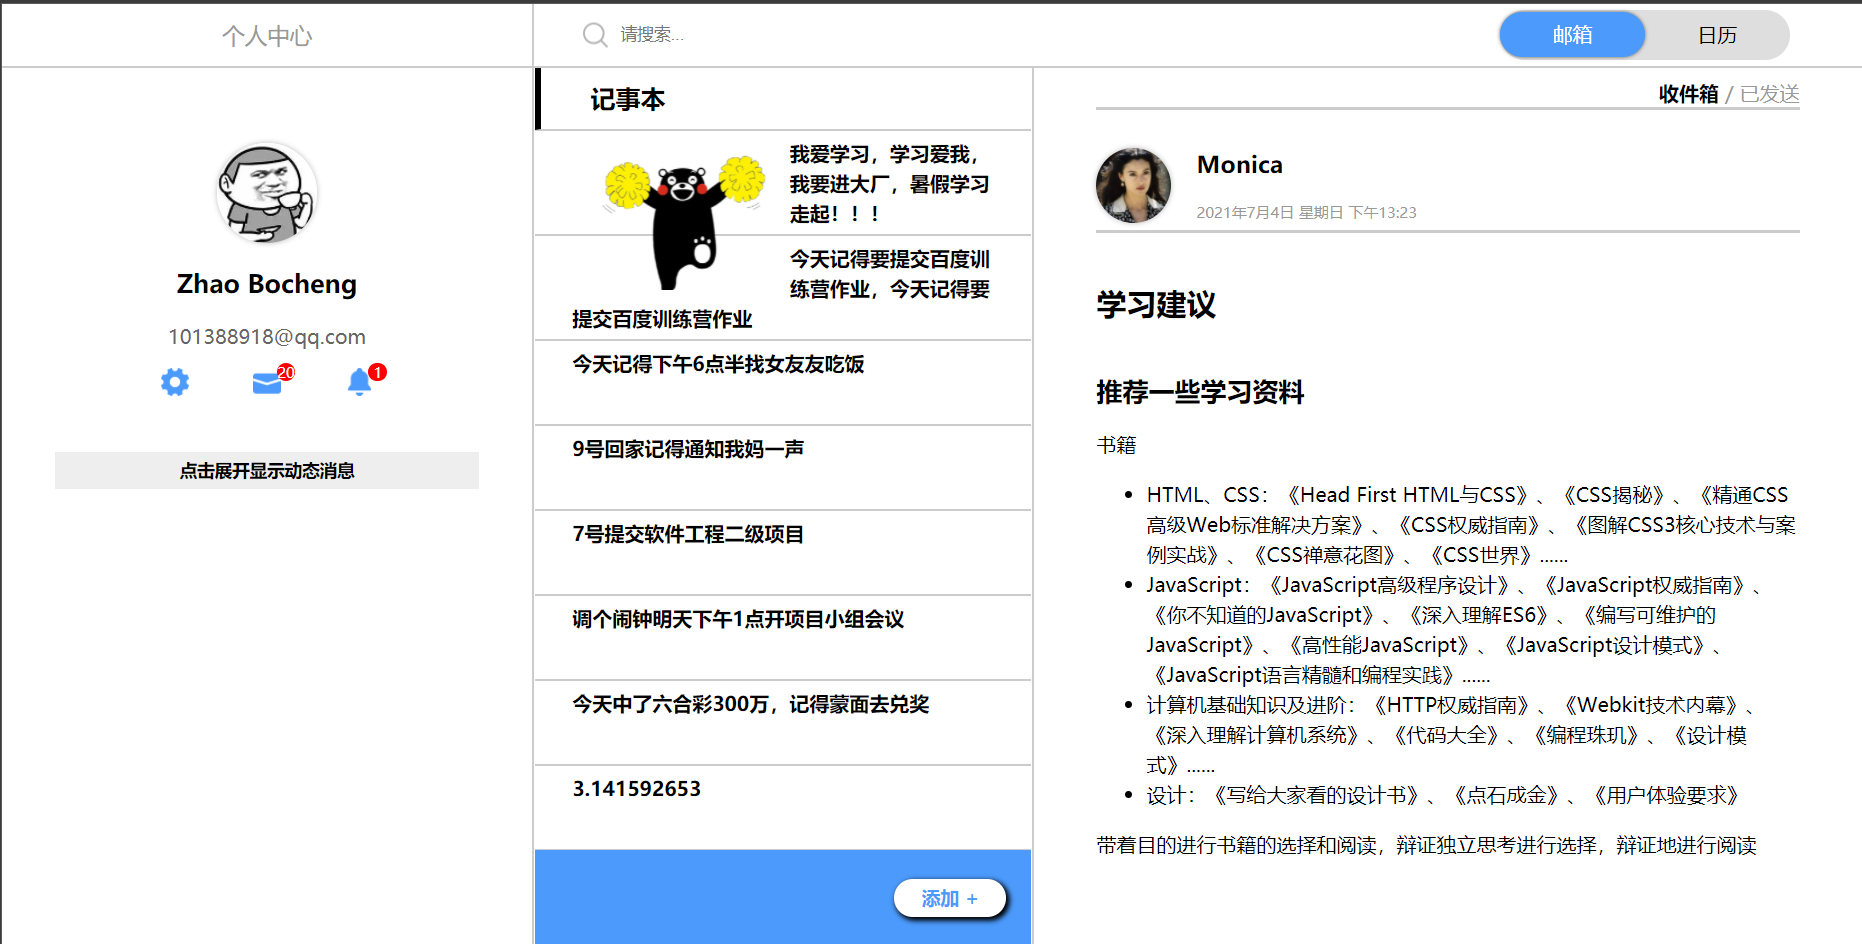 个人中心
请搜索...
邮箱
日历
Zhao Bocheng
101388918@qq.com
20
1
点击展开显示动态消息
记事本
我爱学习，学习爱我，
我要进大厂，暑假学习
走起！！！
今天记得要提交百度训
练营作业，今天记得要
提交百度训练营作业
今天记得下午6点半找女友友吃饭
9号回家记得通知我妈一声
7号提交软件工程二级项目
调个闹钟明天下午1点开项目小组会议
今天中了六合彩300万，记得蒙面去兑奖
3.141592653
添加 +
收件箱 / 已发送
Monica
2021年7月4日 星期日 下午13:23
学习建议
推荐一些学习资料
书籍
HTML、CSS：《Head First HTML与CSS》、《CSS揭秘》、《精通CSS
高级Web标准解决方案》、《CSS权威指南》、《图解CSS3核心技术与案
例实战》、《CSS禅意花图》、《CSS世界》......
JavaScript：《JavaScript高级程序设计》、《JavaScript权威指南》、
《你不知道的JavaScript》、《深入理解ES6》、《编写可维护的
JavaScript》、《高性能JavaScript》、《JavaScript设计模式》、
《JavaScript语言精髓和编程实践》......
计算机基础知识及进阶：《HTTP权威指南》、《Webkit技术内幕》、
《深入理解计算机系统》、《代码大全》、《编程珠玑》、《设计模
式》......
设计：《写给大家看的设计书》、《点石成金》、《用户体验要求》
带着目的进行书籍的选择和阅读，辩证独立思考进行选择，辩证地进行阅读